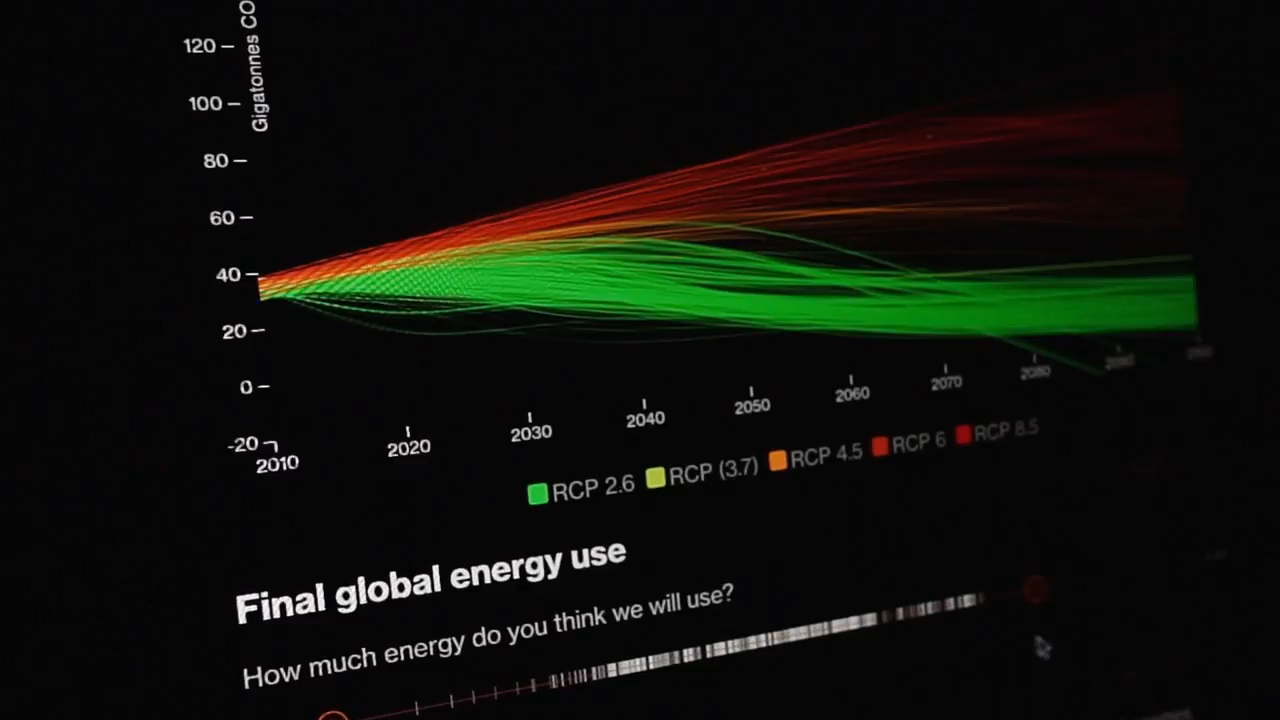 Gigatonnes CO
120
100
80
60
40
20
0
-20
2010
2020
2030
2040
2050
2060
2070
2080
RCP 2.6
RCP (3.7)
RCP 4.5
RCP 6
RCP 8.5
Final global energy use
How much energy do you think we will use?